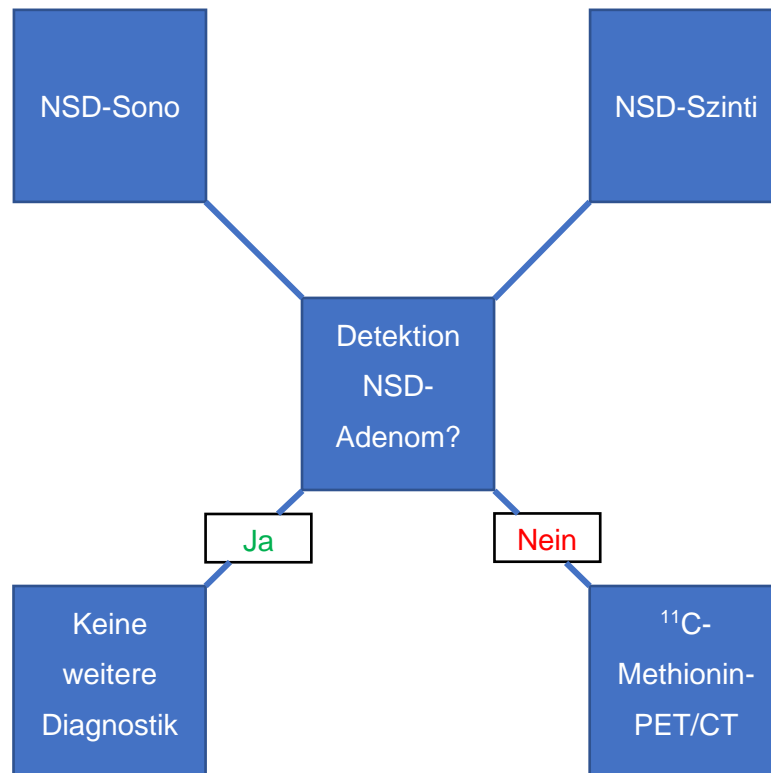 NSD-Sono
NSD-Szinti
Detektion
NSD-
Adenom?
Ja
Nein
Keine
weitere
Diagnostik
¹¹C-
Methionin-
PET/CT